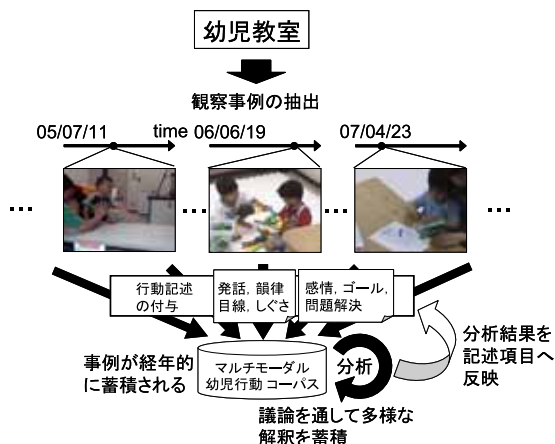 幼児教室
観察事例の抽出
05/07/11 time 06/06/19 07/04/23
... ... ... ...
行動記述
の付与
発話, 韻律
目線, しぐさ
感情, ゴール,
問題解決
事例が経年的
に蓄積される
マルチモーダル
幼児行動 コーパス
分析
分析結果を
記述項目へ
反映
議論を通して多様な
解釈を蓄積